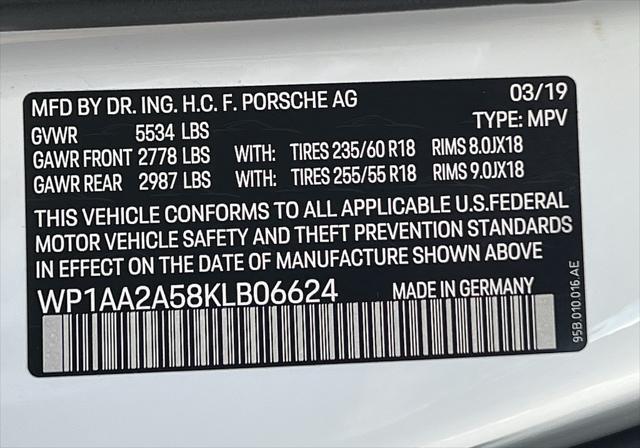 MFD BY DR. ING. H.C. F. PORSCHE AG 03/19
GVWR 5534 LBS TYPE: MPV
GAWR FRONT 2778 LBS WITH: TIRES 235/60 R18 RIMS 8.0JX18
GAWR REAR 2987 LBS WITH: TIRES 255/55 R18 RIMS 9.0JX18
THIS VEHICLE CONFORMS TO ALL APPLICABLE U.S.FEDERAL
MOTOR VEHICLE SAFETY AND THEFT PREVENTION STANDARDS
IN EFFECT ON THE DATE OF MANUFACTURE SHOWN ABOVE
WP1AA2A58KLB06624 MADE IN GERMANY
95B.010.016.AE